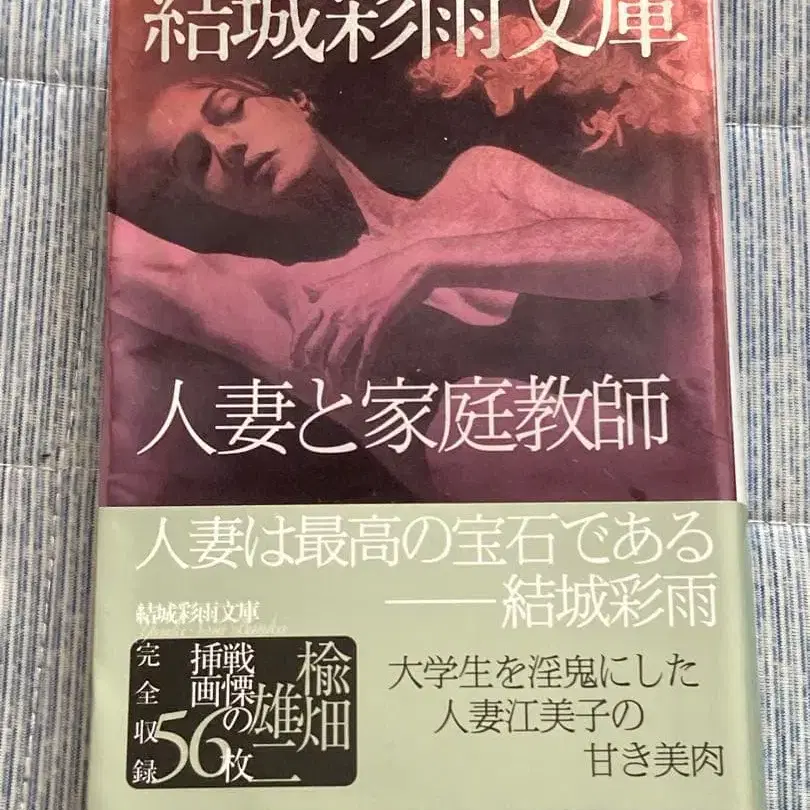 結城彩雨文庫
人妻と家庭教師
人妻は最高の宝石である
──結城彩雨
結城彩雨文庫
楡畑
雄二
戦慄の
挿画56枚
完全収録
大学生を淫鬼にした
人妻江美子の
甘き美肉